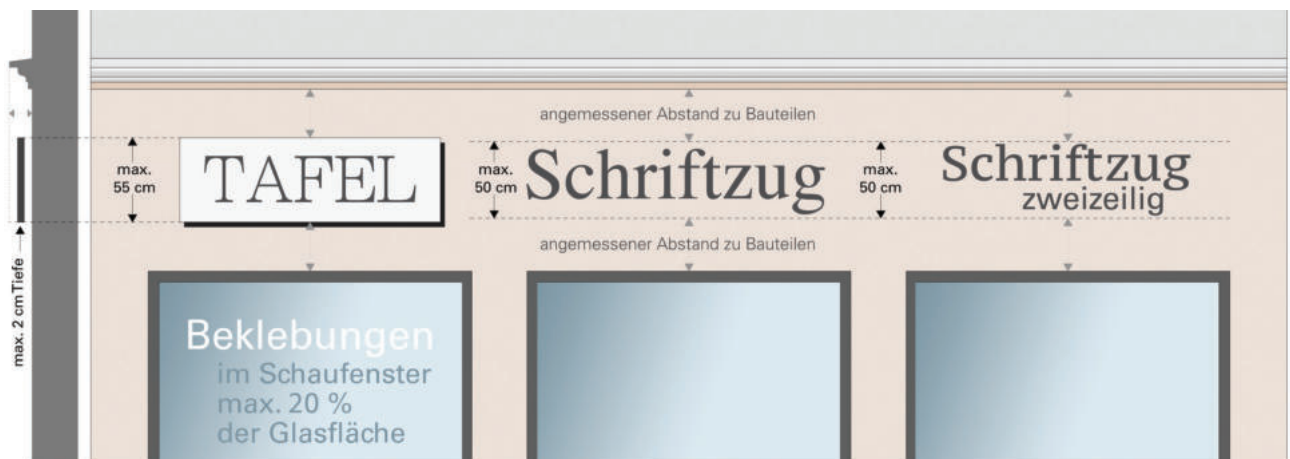 angemessener Abstand zu Bauteilen
max.
55 cm
TAFEL
max.
50 cm
Schriftzug
max.
50 cm
Schriftzug
zweizeilig
angemessener Abstand zu Bauteilen
max. 2 cm Tiefe
Beklebungen
im Schaufenster
max. 20 %
der Glasfläche